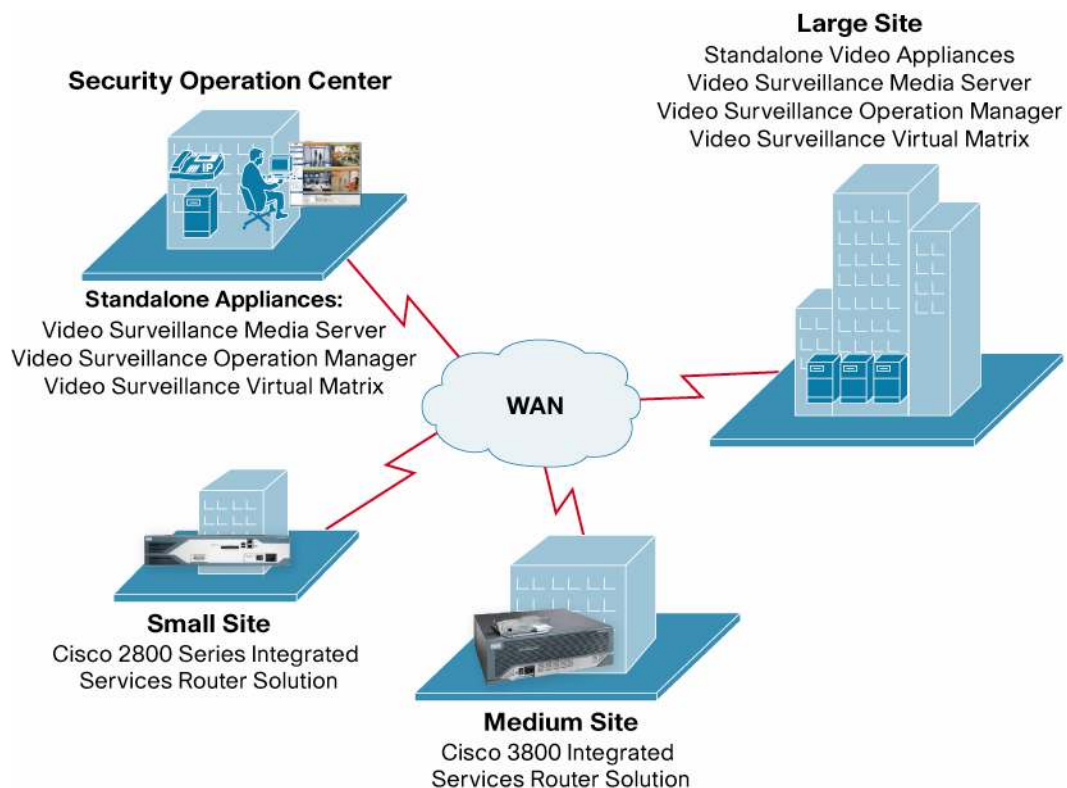 Large Site
Standalone Video Appliances
Video Surveillance Media Server
Video Surveillance Operation Manager
Video Surveillance Virtual Matrix
Security Operation Center
IP
Standalone Appliances:
Video Surveillance Media Server
Video Surveillance Operation Manager
Video Surveillance Virtual Matrix
WAN
Small Site
Cisco 2800 Series Integrated
Services Router Solution
Medium Site
Cisco 3800 Integrated
Services Router Solution